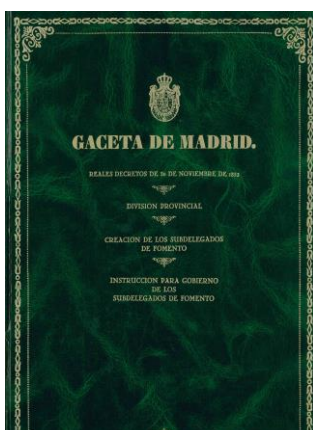 GACETA DE MADRID.
REALES DECRETOS DE 30 DE NOVIEMBRE DE 1833
DIVISION PROVINCIAL
CREACION DE LOS SUBDELEGADOS
DE FOMENTO
INSTRUCCION PARA GOBIERNO
DE LOS
SUBDELEGADOS DE FOMENTO